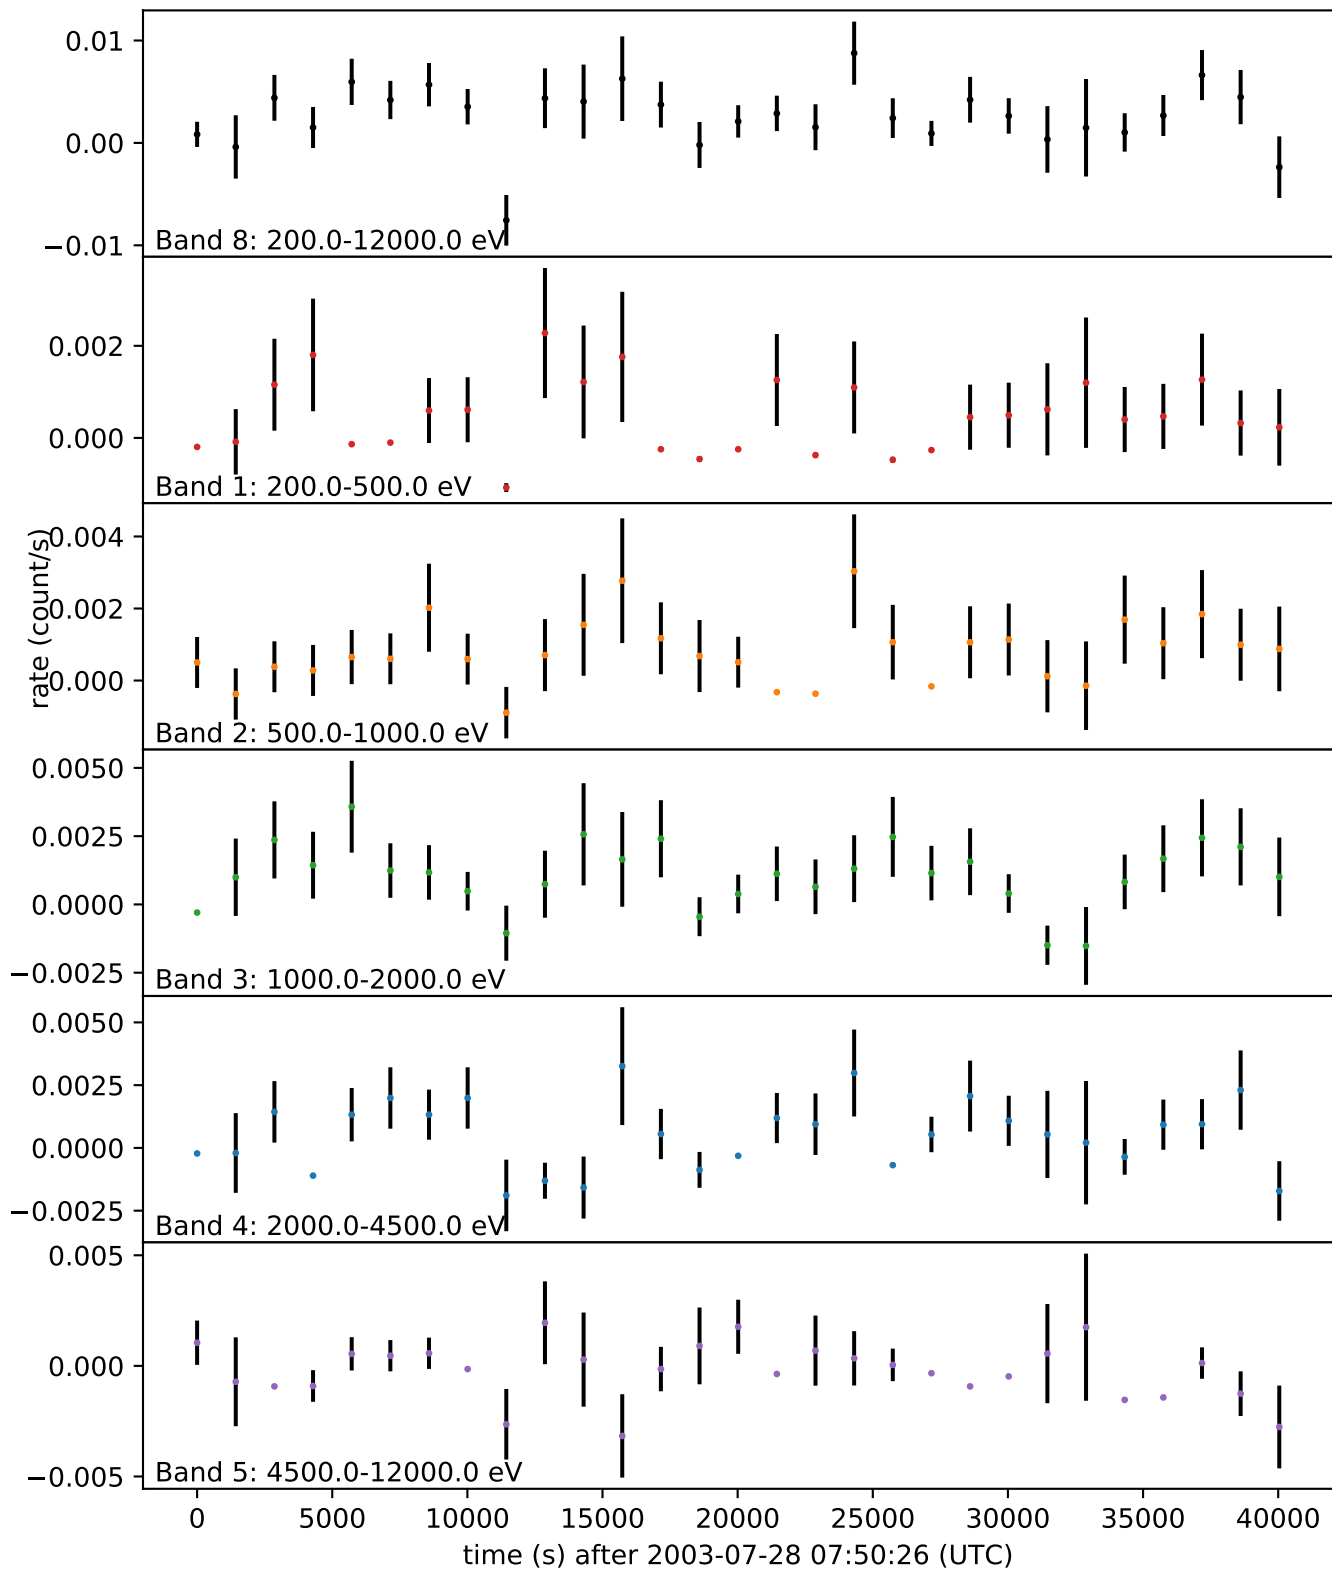 0.01
0.00
−0.01
Band 8: 200.0-12000.0 eV
0.002
0.000
Band 1: 200.0-500.0 eV
rate (count/s)
0.004
0.002
0.000
Band 2: 500.0-1000.0 eV
0.0050
0.0025
0.0000
−0.0025
Band 3: 1000.0-2000.0 eV
0.0050
0.0025
0.0000
−0.0025
Band 4: 2000.0-4500.0 eV
0.005
0.000
−0.005
Band 5: 4500.0-12000.0 eV
0 5000 10000 15000 20000 25000 30000 35000 40000
time (s) after 2003-07-28 07:50:26 (UTC)